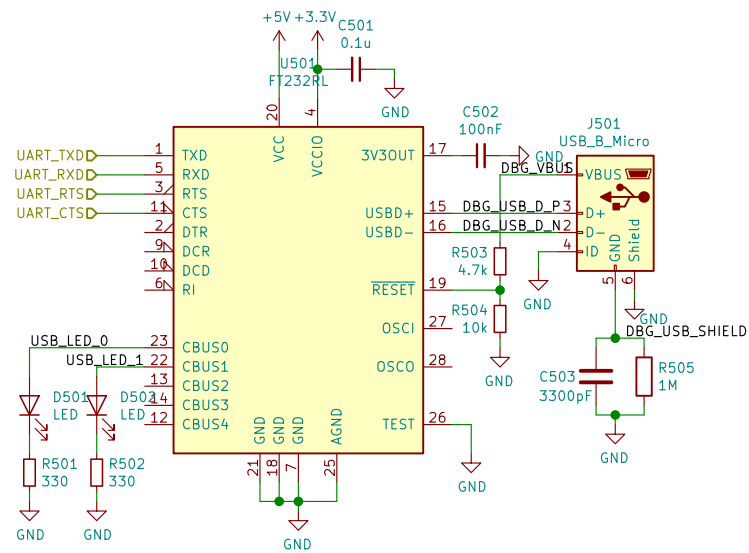 +5V +3.3V
C501
0.1u
U501
FT232RL
GND
20
4
VCC
VCCIO
C502
100nF
GND
J501
USB_B_Micro
UART_TXD 1 TXD
UART_RXD 5 RXD
UART_RTS 3 RTS
UART_CTS 11 CTS
2 DTR
9 DCR
10 DCD
6 RI
3V3OUT 17
USBD+ 15 DBG_USB_D_P 3 D+
USBD- 16 DBG_USB_D_N 2 D-
DBG_VBUS 1 VBUS
4 ID
GND
Shield
5
6
R503
4.7k
RESET 19
R504
10k
GND
GND
GND
OSCI 27
OSCO 28
TEST 26
DBG_USB_SHIELD
C503
3300pF
R505
1M
GND
USB_LED_0 23 CBUS0
USB_LED_1 22 CBUS1
13 CBUS2
14 CBUS3
12 CBUS4
D501
LED
D502
LED
R501
330
R502
330
GND
GND
GND
GND
GND
AGND
21
18
7
25
GND
GND